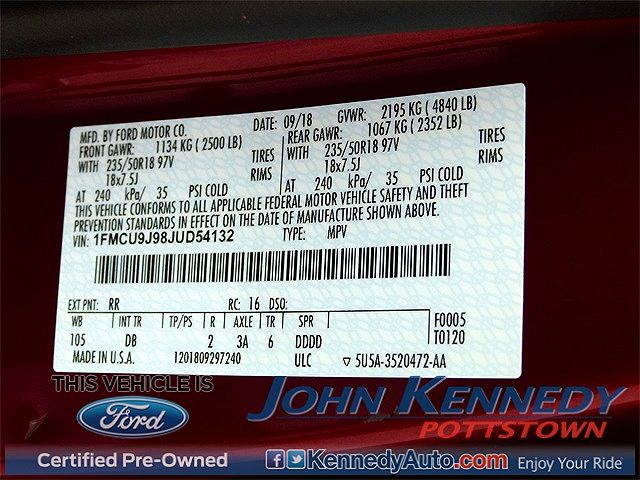 MFD. BY FORD MOTOR CO.
DATE: 09/18 GVWR: 2195 KG (4840 LB)
FRONT GAWR: 1134 KG (2500 LB)
REAR GAWR: 1067 KG (2352 LB)
WITH 235/50R18 97V TIRES
WITH 235/50R18 97V TIRES
18x7.5J RIMS
18x7.5J RIMS
AT 240 kPa/ 35 PSI COLD
AT 240 kPa/ 35 PSI COLD
THIS VEHICLE CONFORMS TO ALL APPLICABLE FEDERAL MOTOR VEHICLE SAFETY AND THEFT
PREVENTION STANDARDS IN EFFECT ON THE DATE OF MANUFACTURE SHOWN ABOVE.
VIN: 1FMCU9J98JUD54132 TYPE: MPV
EXT PNT: RR RC: 16 DSO:
WB INT TR TP/PS R AXLE TR SPR F0005
105 DB 2 3A 6 DDDD T0120
MADE IN U.S.A. 1201809297240 ULC ▽ 5U5A-3520472-AA
THIS VEHICLE IS
Ford
JOHN KENNEDY
POTTSTOWN
Certified Pre-Owned
KennedyAuto.com Enjoy Your Ride